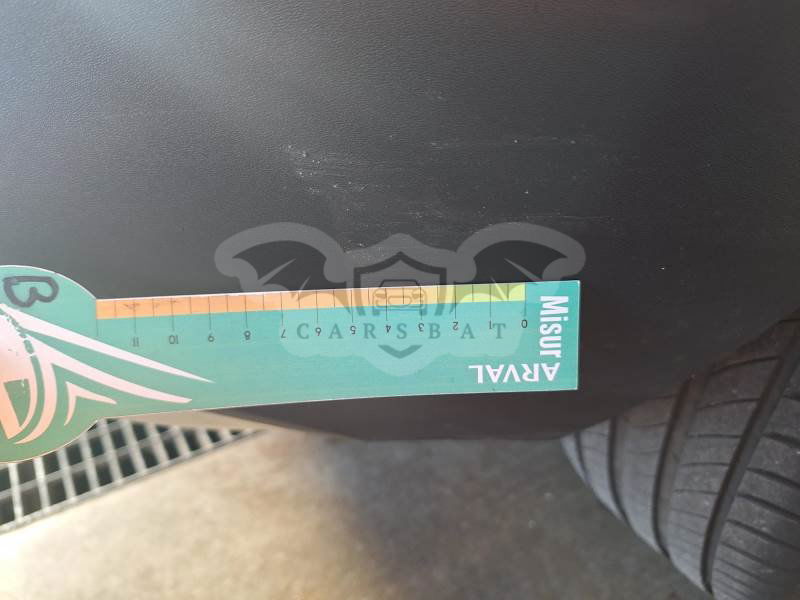 B
Misur
ARVAL
0 1 2 3 4 5 6 7 8 9 10 11
CARSBAT